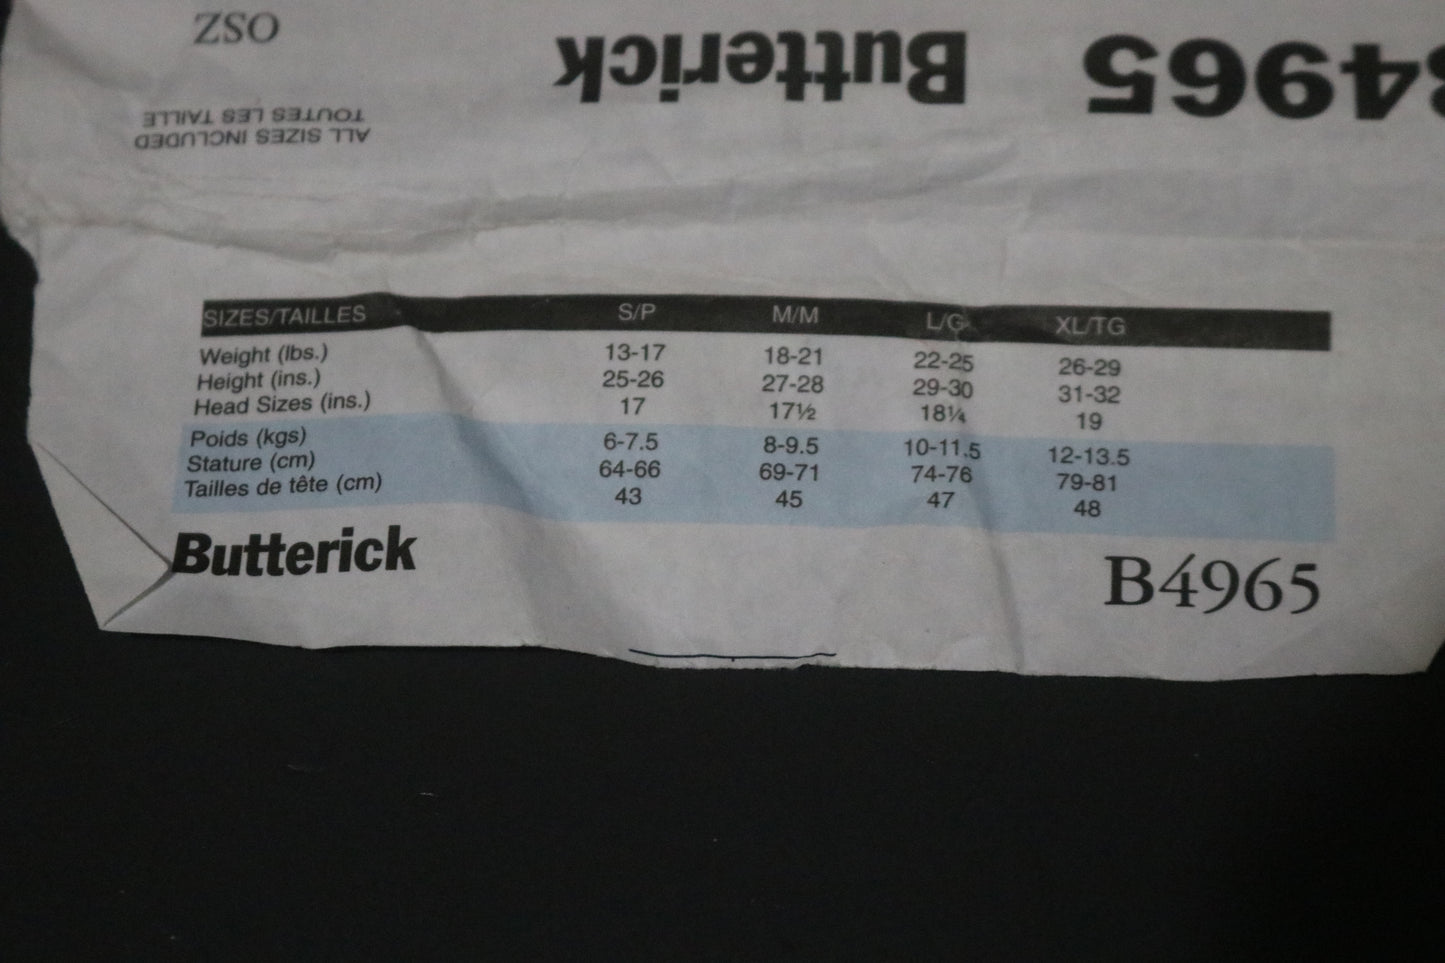 OSZ
Butterick
B4965
TOUTES LES TAILLE
ALL SIZES INCLUDED
SIZES/TAILLES S/P M/M L/G XL/TG
Weight (lbs.) 13-17 18-21 22-25 26-29
Height (ins.) 25-26 27-28 29-30 31-32
Head Sizes (ins.) 17 17½ 18¼ 19
Poids (kgs) 6-7.5 8-9.5 10-11.5 12-13.5
Stature (cm) 64-66 69-71 74-76 79-81
Tailles de tête (cm) 43 45 47 48
Butterick
B4965